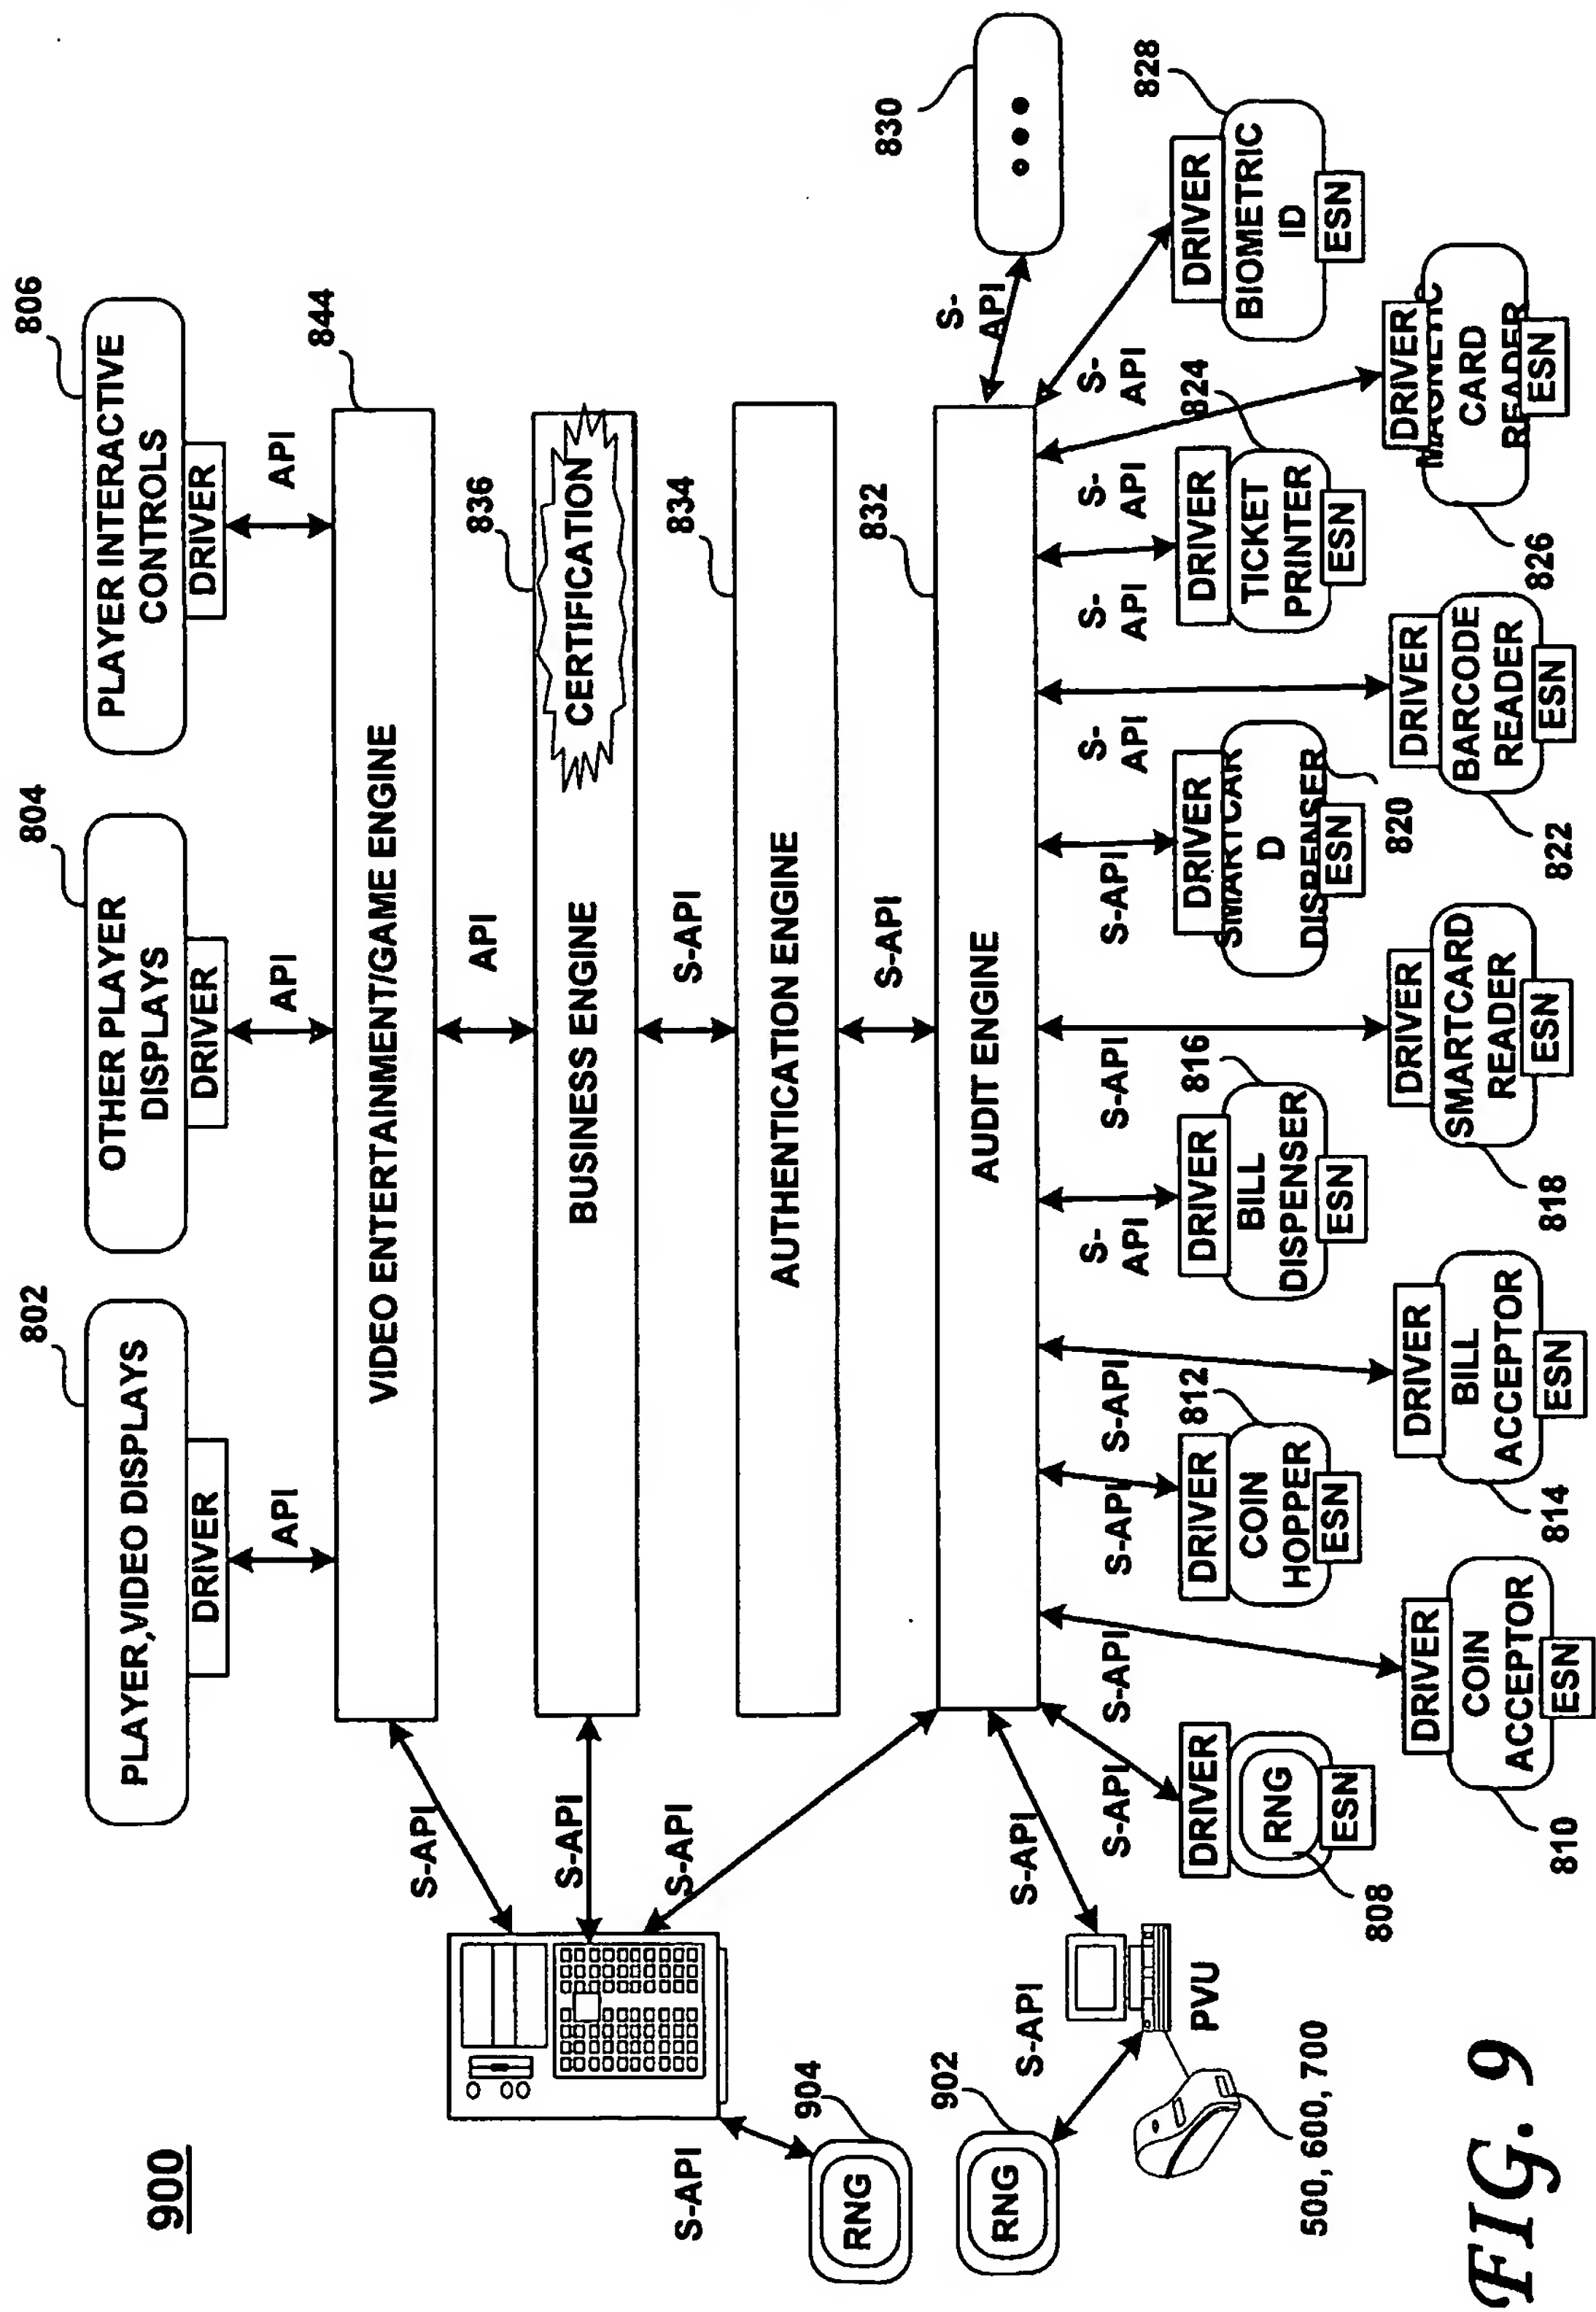 900
802
PLAYER,VIDEO DISPLAYS
DRIVER
API
804
OTHER PLAYER
DISPLAYS
DRIVER
API
806
PLAYER INTERACTIVE
CONTROLS
DRIVER
API
844
VIDEO ENTERTAINMENT/GAME ENGINE
S-API
API
836
BUSINESS ENGINE
CERTIFICATION
S-API
S-API
834
AUTHENTICATION ENGINE
S-API
S-API
832
AUDIT ENGINE
S-API
904
RNG
902
RNG
S-API
S-API
PVU
500, 600, 700
S-API
DRIVER
RNG
ESN
808
S-API
DRIVER
COIN
ACCEPTOR
ESN
810
S-API
812
DRIVER
COIN
HOPPER
ESN
S-API
DRIVER
BILL
ACCEPTOR
ESN
814
S-
API
816
DRIVER
BILL
DISPENSER
ESN
S-API
DRIVER
SMARTCARD
READER
ESN
818
S-API
DRIVER
SMARTCAR
D
DISPENSER
ESN
820
S-
API
DRIVER
BARCODE
READER
ESN
822
S-
API
824
DRIVER
TICKET
PRINTER
ESN
S-
API
DRIVER
MAGNETIC
CARD
READER
ESN
826
S-
API
828
DRIVER
BIOMETRIC
ID
ESN
S-
API
830
FIG. 9